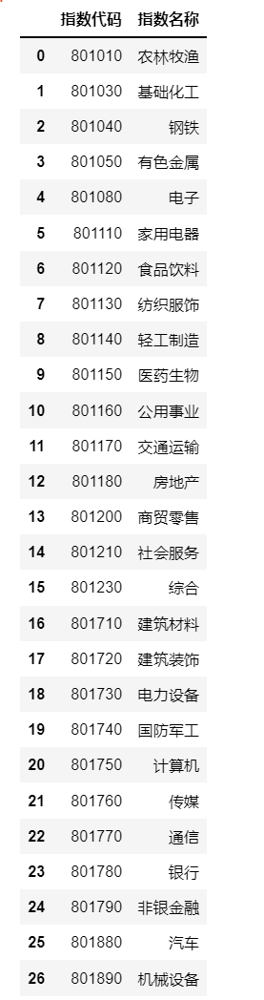 指数代码 指数名称
0 801010 农林牧渔
1 801030 基础化工
2 801040 钢铁
3 801050 有色金属
4 801080 电子
5 801110 家用电器
6 801120 食品饮料
7 801130 纺织服饰
8 801140 轻工制造
9 801150 医药生物
10 801160 公用事业
11 801170 交通运输
12 801180 房地产
13 801200 商贸零售
14 801210 社会服务
15 801230 综合
16 801710 建筑材料
17 801720 建筑装饰
18 801730 电力设备
19 801740 国防军工
20 801750 计算机
21 801760 传媒
22 801770 通信
23 801780 银行
24 801790 非银金融
25 801880 汽车
26 801890 机械设备